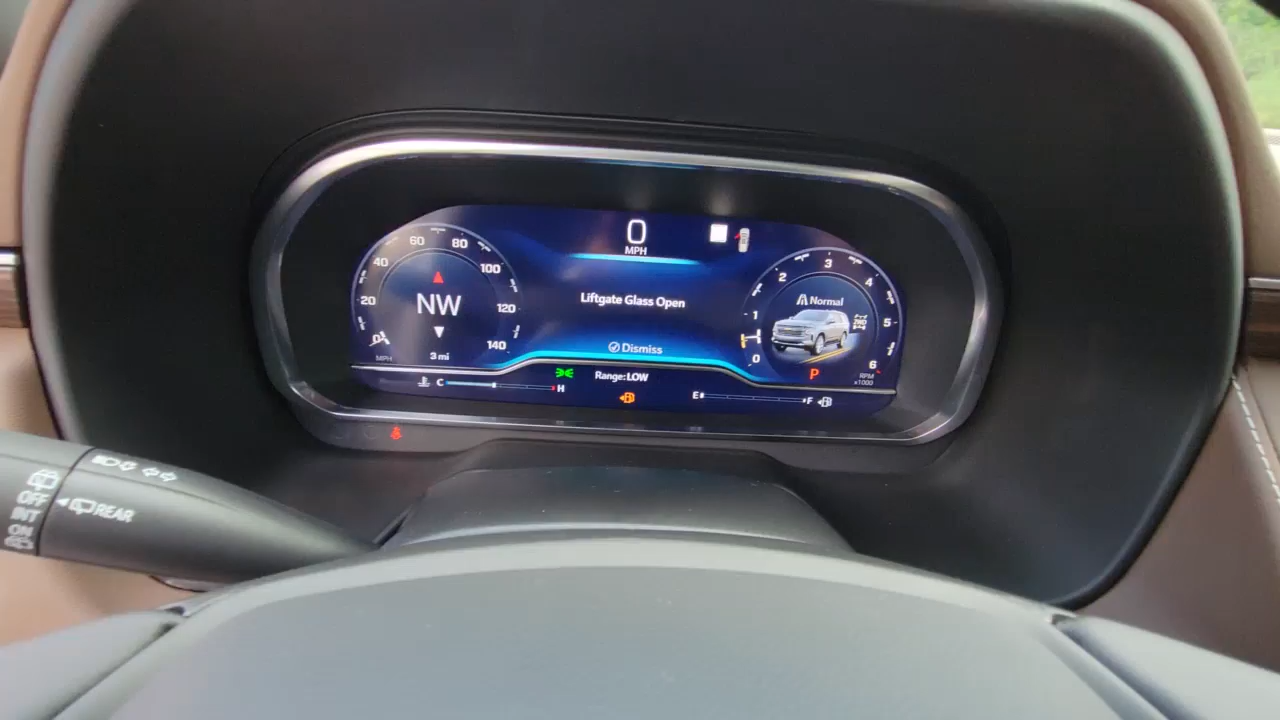 0
MPH
Liftgate Glass Open
Dismiss
20
40
60
80
100
120
140
NW
3 mi
MPH
0
1
2
3
4
5
6
Normal
2WD
P
RPM
x1000
C
H
Range: LOW
E
F
OFF
INT
ON
REAR